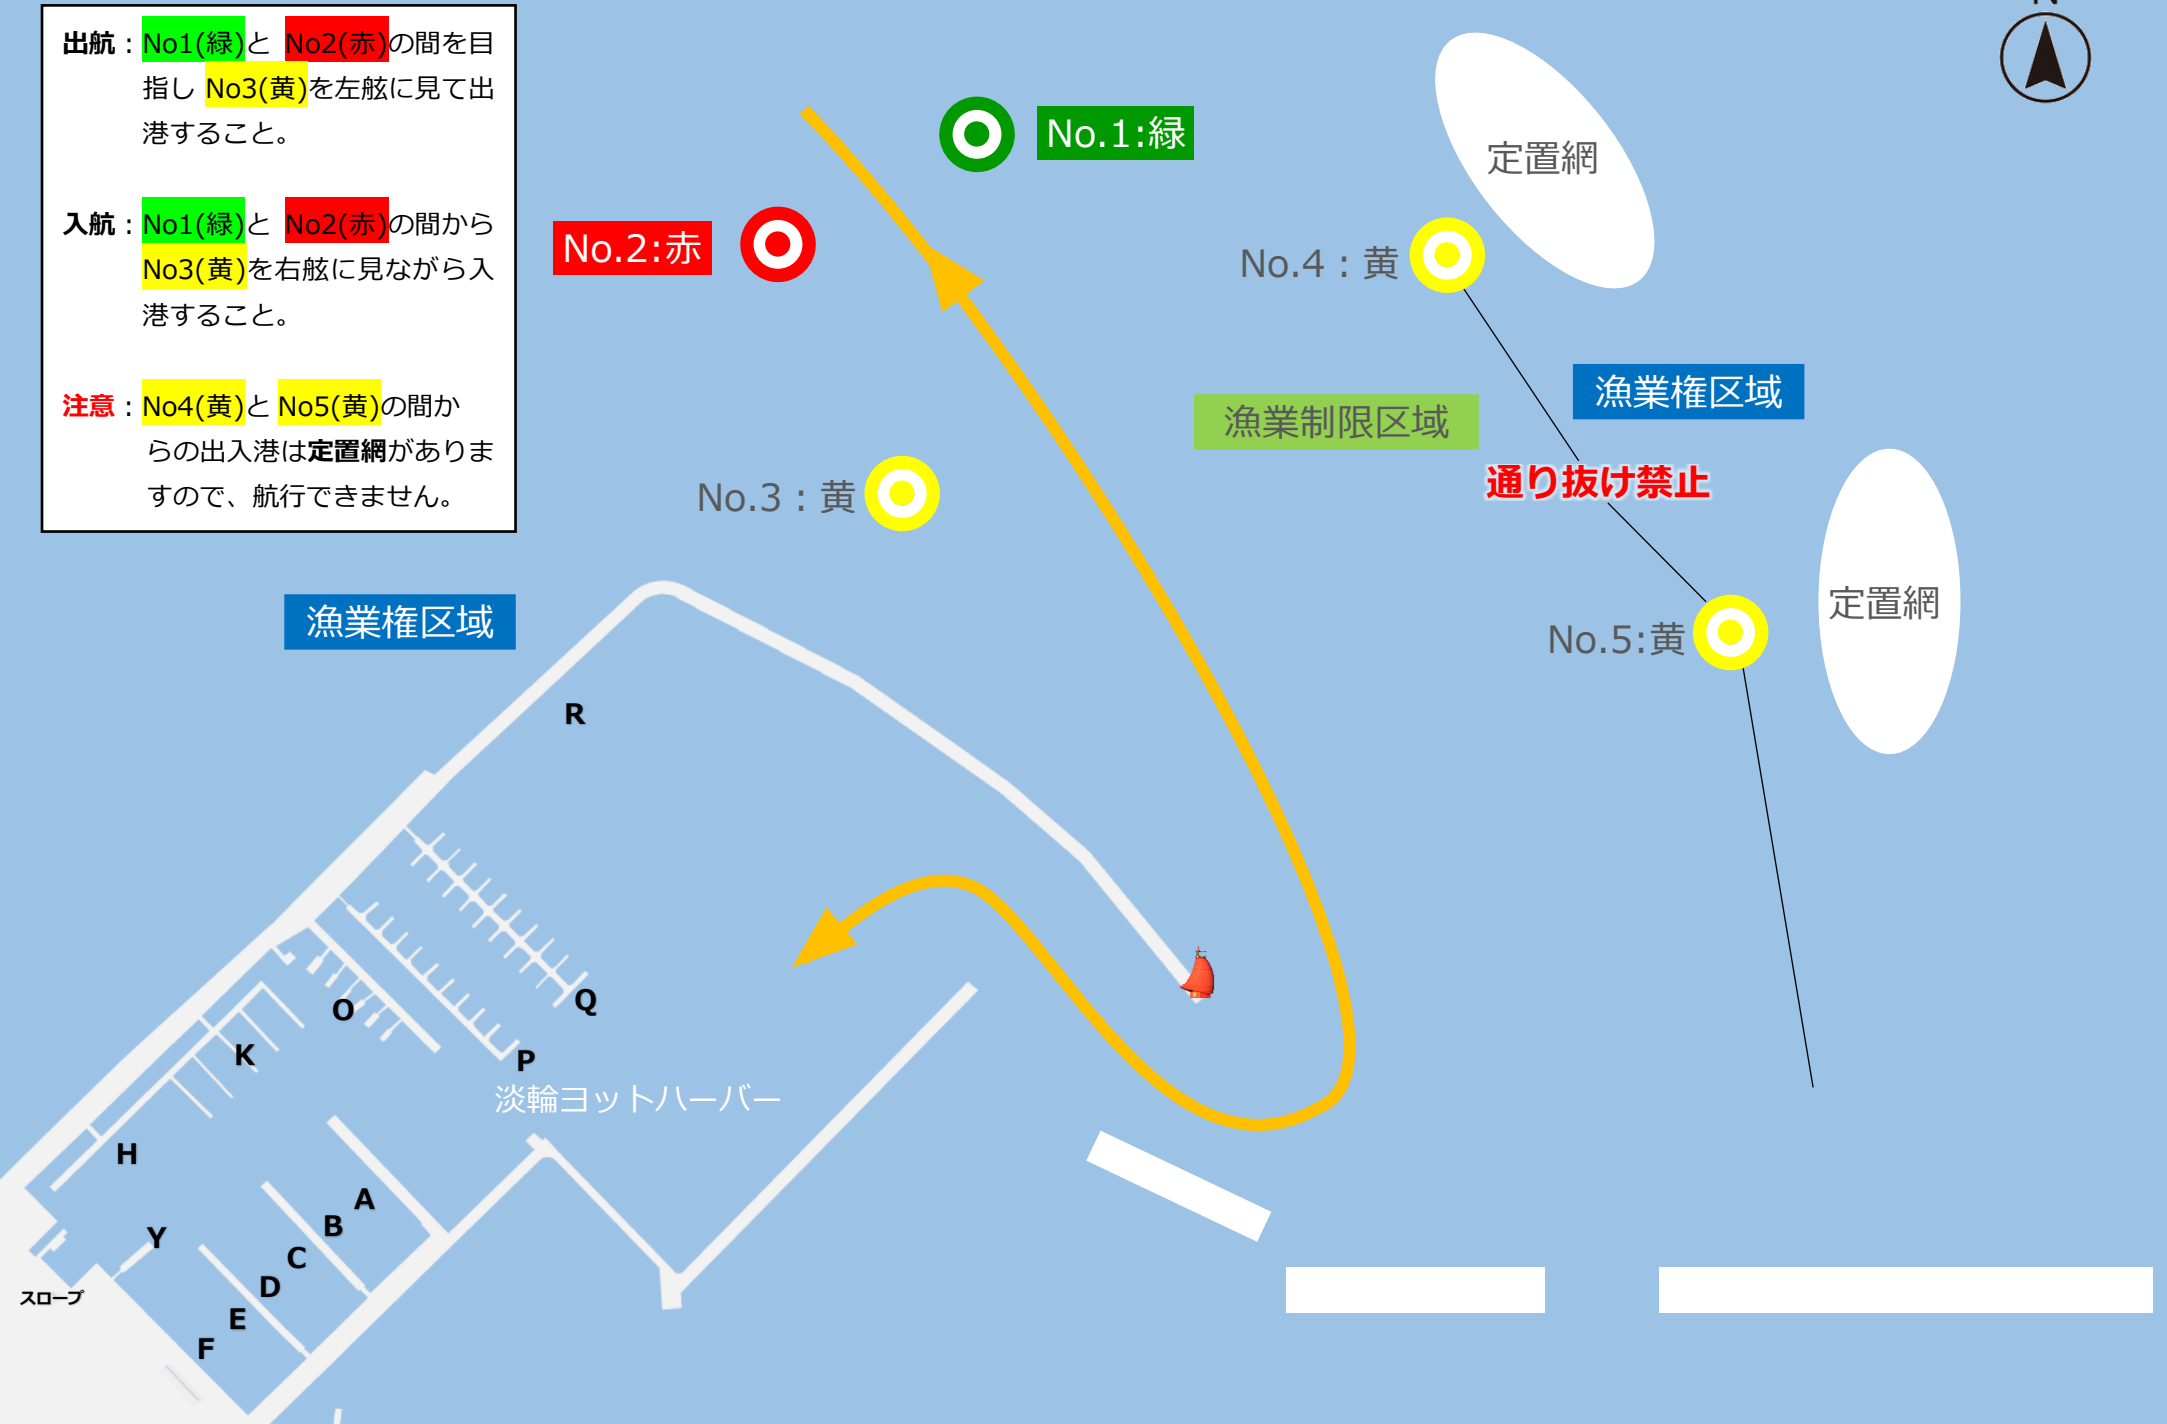 出航：No1(緑)と No2(赤)の間を目
指し No3(黄)を左舷に見て出
港すること。
入航：No1(緑)と No2(赤)の間から
No3(黄)を右舷に見ながら入
港すること。
注意：No4(黄)と No5(黄)の間か
らの出入港は定置網がありま
すので、航行できません。
N
No.1:緑
定置網
No.2:赤
No.4：黄
漁業権区域
漁業制限区域
通り抜け禁止
No.3：黄
定置網
漁業権区域
No.5:黄
R
Q
O
K
P
淡輪ヨットハーバー
H
A
B
Y
C
D
スロープ
E
F